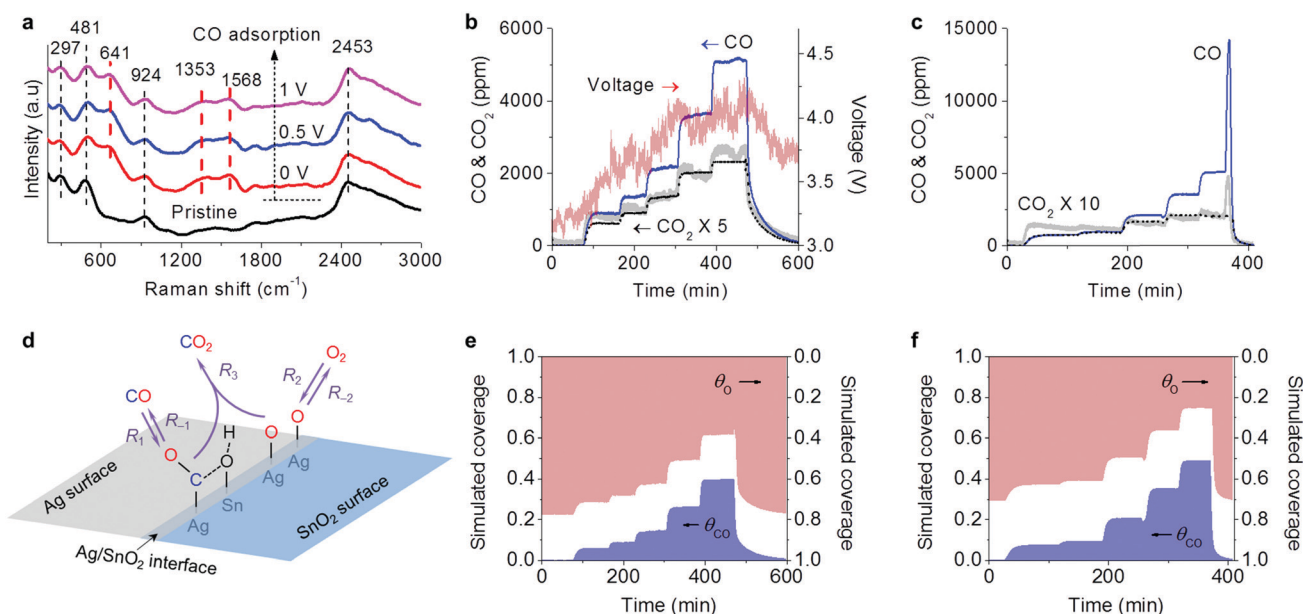 a
CO adsorption
297 481 641 924 1353 1568 2453
1 V
0.5 V
0 V
Pristine
Intensity (a.u)
600 1200 1800 2400 3000
Raman shift (cm⁻¹)
b
6000
4000
2000
0
CO & CO₂ (ppm)
← CO
Voltage →
← CO₂ X 5
4.5
4.0
3.5
3.0
Voltage (V)
0 200 400 600
Time (min)
c
15000
10000
5000
0
CO & CO₂ (ppm)
CO
CO₂ X 10
0 100 200 300 400
Time (min)
d
CO₂
O₂
CO
R₃
R₂
R₋₂
R₁
R₋₁
O
C
H
O
O
O
Ag
Sn
Ag
Ag
Ag surface
SnO₂ surface
Ag/SnO₂ interface
e
1.0
0.8
0.6
0.4
0.2
0.0
Simulated coverage
θO →
← θCO
0.0
0.2
0.4
0.6
0.8
1.0
Simulated coverage
0 200 400 600
Time (min)
f
1.0
0.8
0.6
0.4
0.2
0.0
Simulated coverage
θO →
← θCO
0.0
0.2
0.4
0.6
0.8
1.0
Simulated coverage
0 100 200 300 400
Time (min)